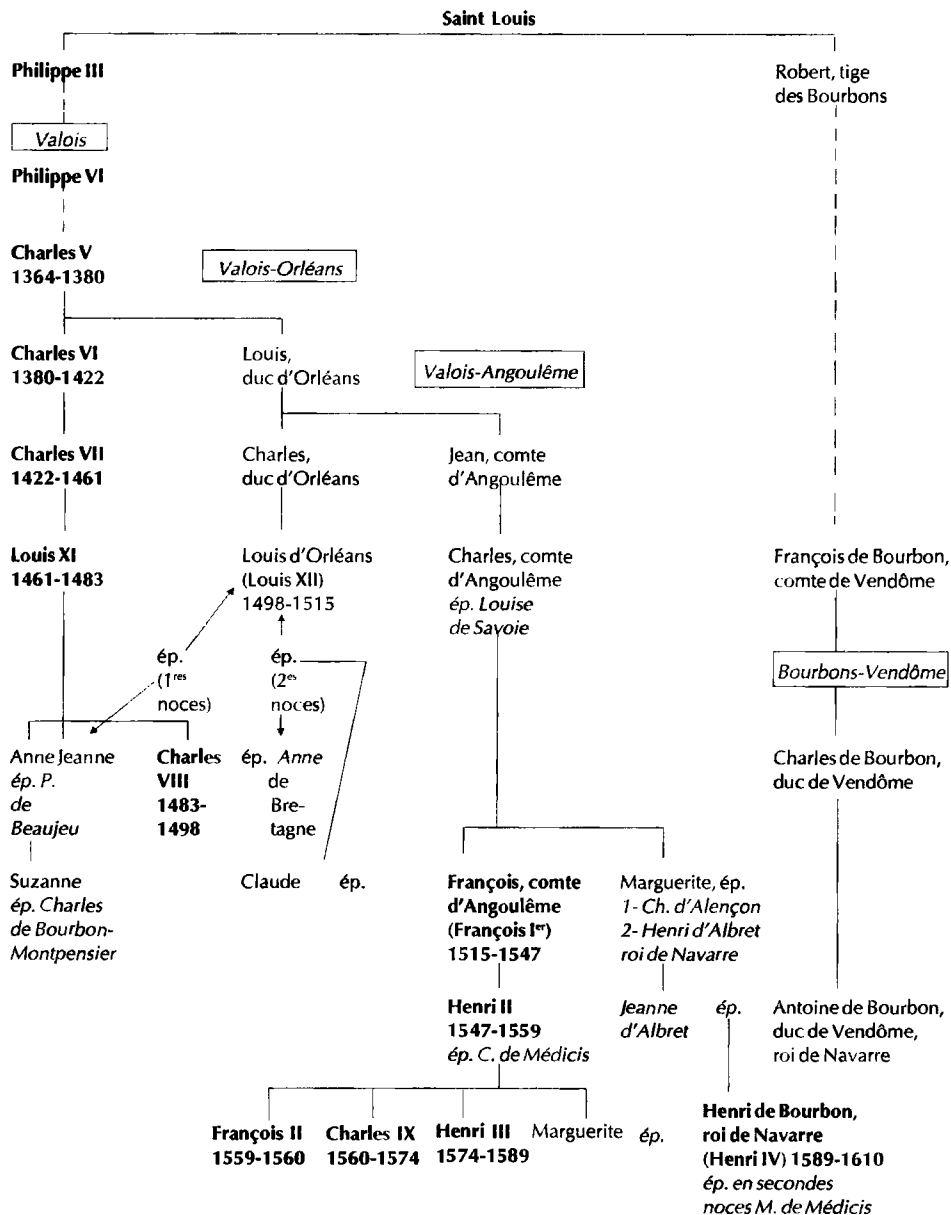 Saint Louis
Philippe III
Robert, tige
des Bourbons
Valois
Philippe VI
Charles V
1364-1380
Valois-Orléans
Charles VI
1380-1422
Louis,
duc d'Orléans
Valois-Angoulême
Charles VII
1422-1461
Charles,
duc d'Orléans
Jean, comte
d'Angoulême
Louis XI
1461-1483
Louis d'Orléans
(Louis XII)
1498-1515
Charles, comte
d'Angoulême
ép. Louise
de Savoie
François de Bourbon,
comte de Vendôme
ép.
(1res
noces)
ép.
(2es
noces)
Bourbons-Vendôme
Anne Jeanne
ép. P.
de
Beaujeu
Charles
VIII
1483-
1498
ép. Anne
de
Bre-
tagne
Charles de Bourbon,
duc de Vendôme
Suzanne
ép. Charles
de Bourbon-
Montpensier
Claude ép.
François, comte
d'Angoulême
(François Ier)
1515-1547
Marguerite, ép.
1- Ch. d'Alençon
2- Henri d'Albret
roi de Navarre
Henri II
1547-1559
ép. C. de Médicis
Jeanne ép.
d'Albret
Antoine de Bourbon,
duc de Vendôme,
roi de Navarre
François II
1559-1560
Charles IX
1560-1574
Henri III
1574-1589
Marguerite ép.
Henri de Bourbon,
roi de Navarre
(Henri IV) 1589-1610
ép. en secondes
noces M. de Médicis